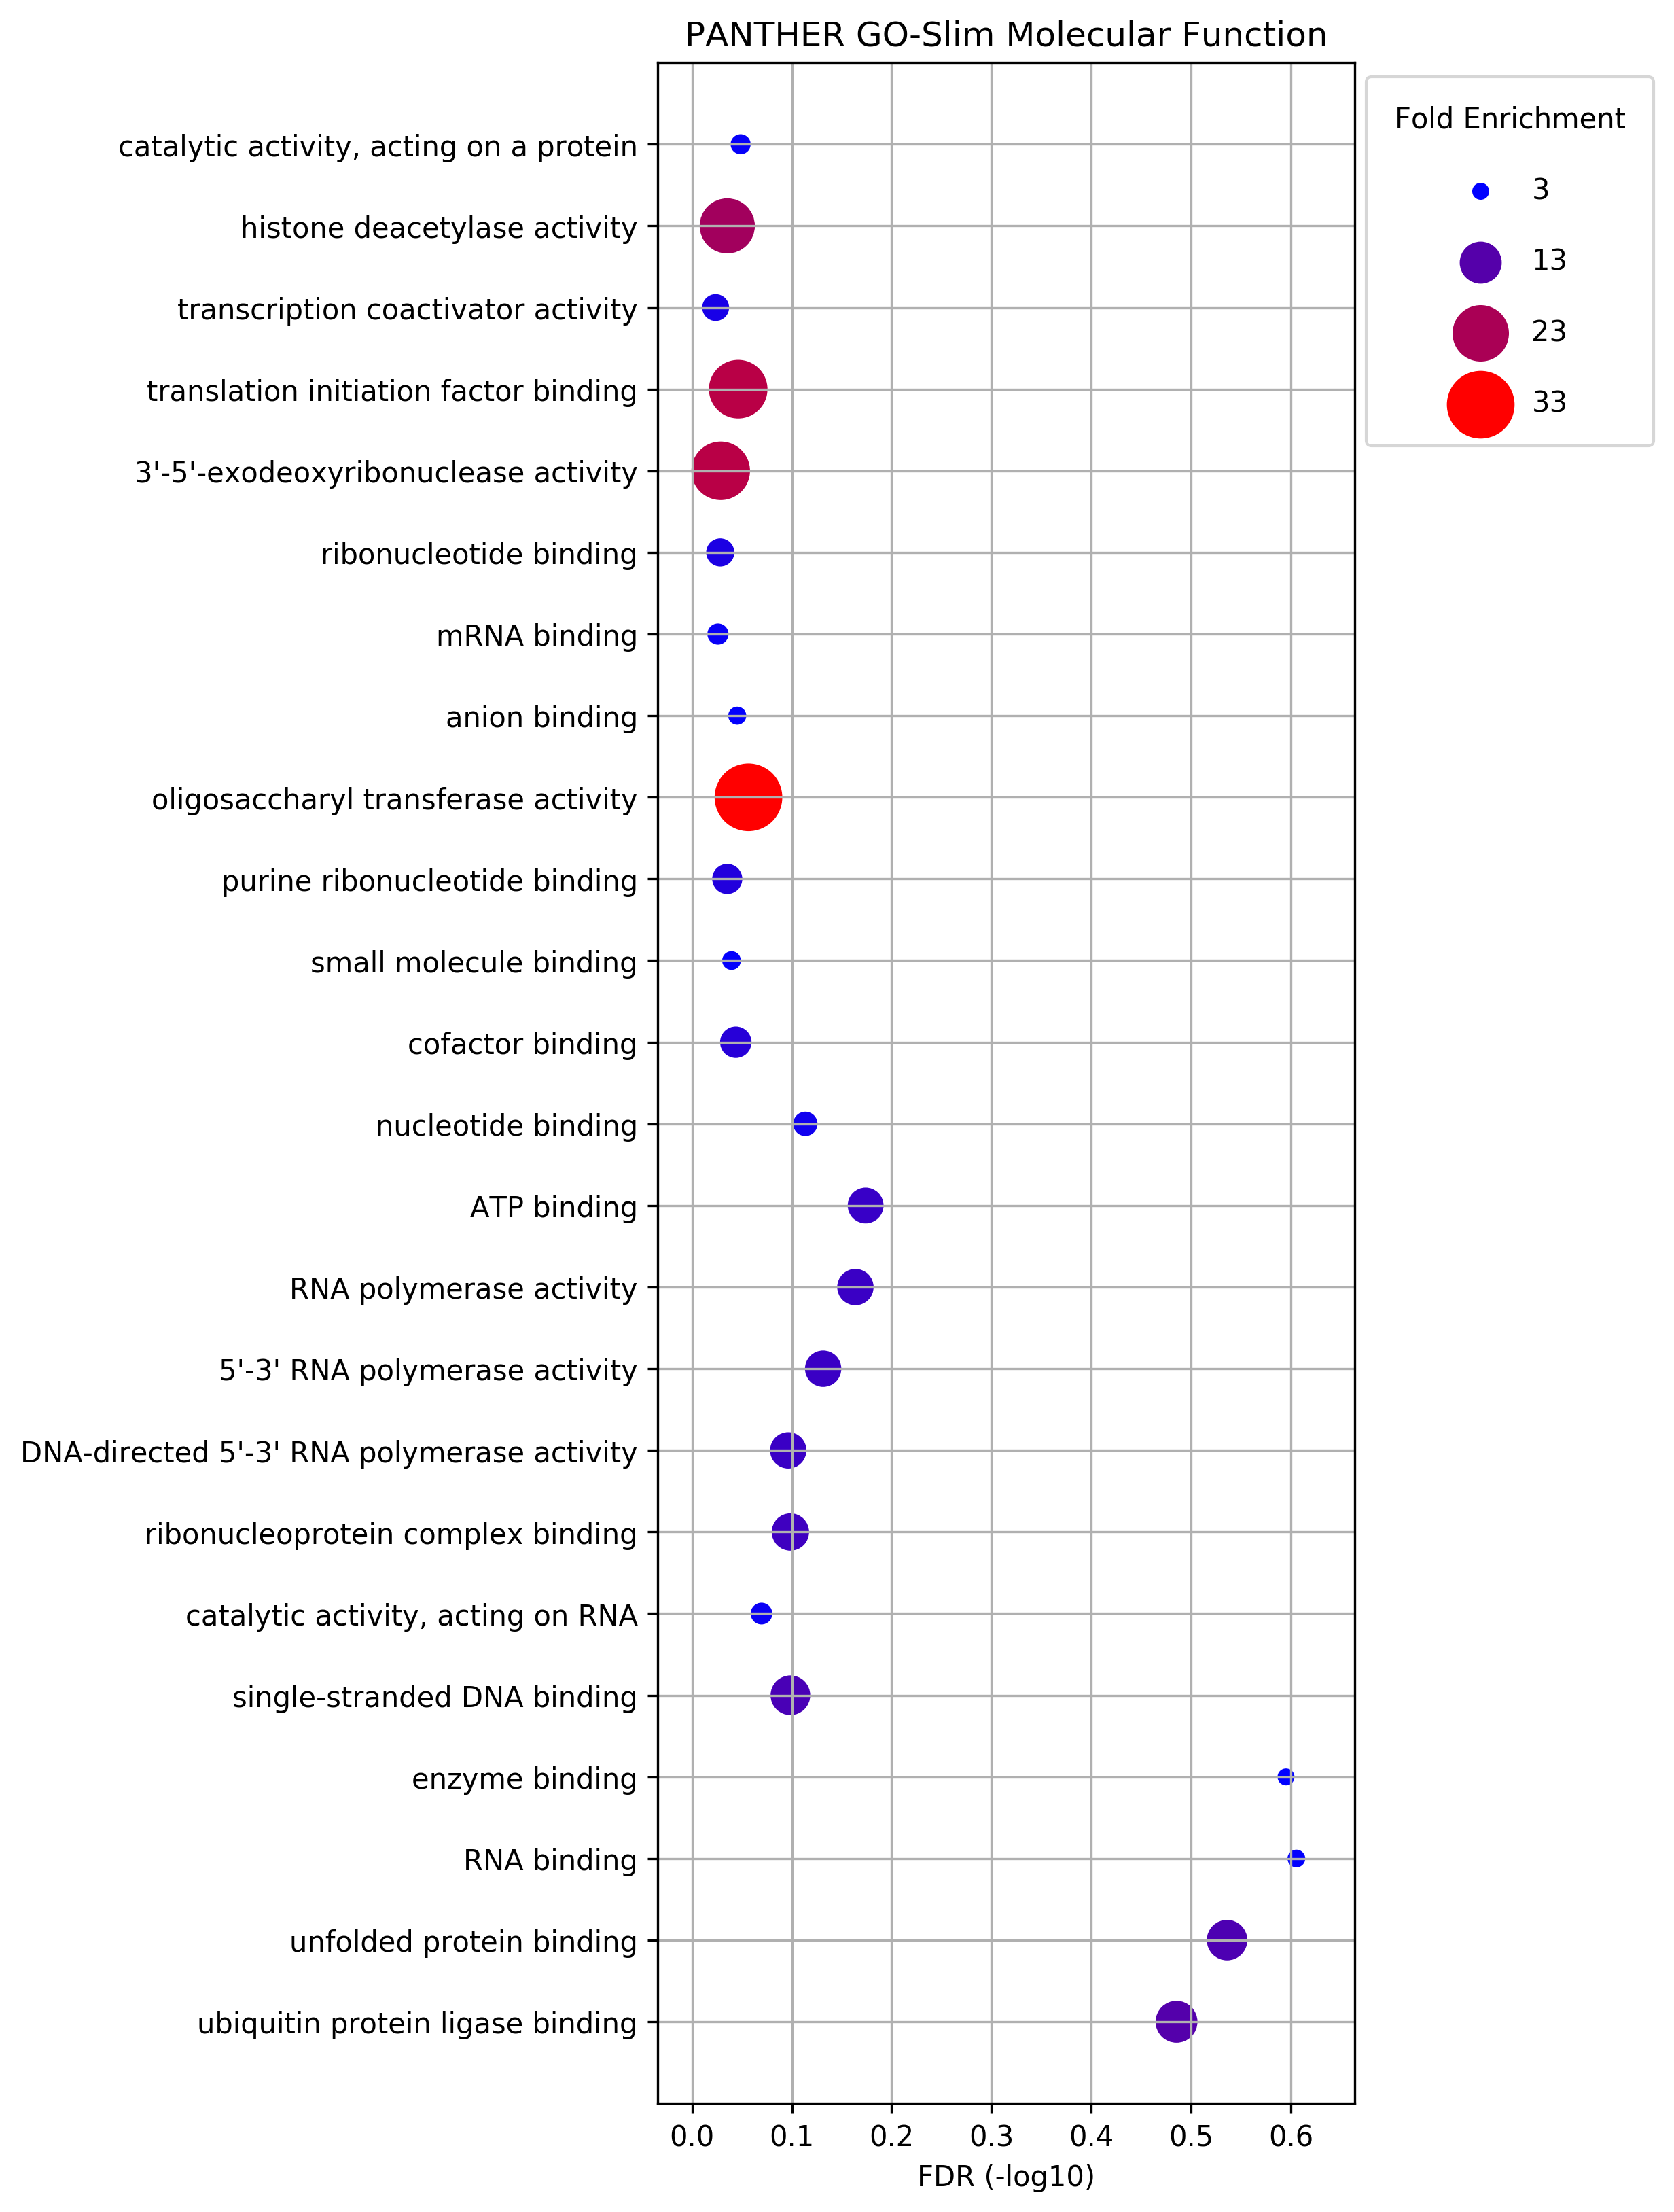 PANTHER GO-Slim Molecular Function
Fold Enrichment
3
13
23
33
catalytic activity, acting on a protein
histone deacetylase activity
transcription coactivator activity
translation initiation factor binding
3'-5'-exodeoxyribonuclease activity
ribonucleotide binding
mRNA binding
anion binding
oligosaccharyl transferase activity
purine ribonucleotide binding
small molecule binding
cofactor binding
nucleotide binding
ATP binding
RNA polymerase activity
5'-3' RNA polymerase activity
DNA-directed 5'-3' RNA polymerase activity
ribonucleoprotein complex binding
catalytic activity, acting on RNA
single-stranded DNA binding
enzyme binding
RNA binding
unfolded protein binding
ubiquitin protein ligase binding
0.0 0.1 0.2 0.3 0.4 0.5 0.6
FDR (-log10)